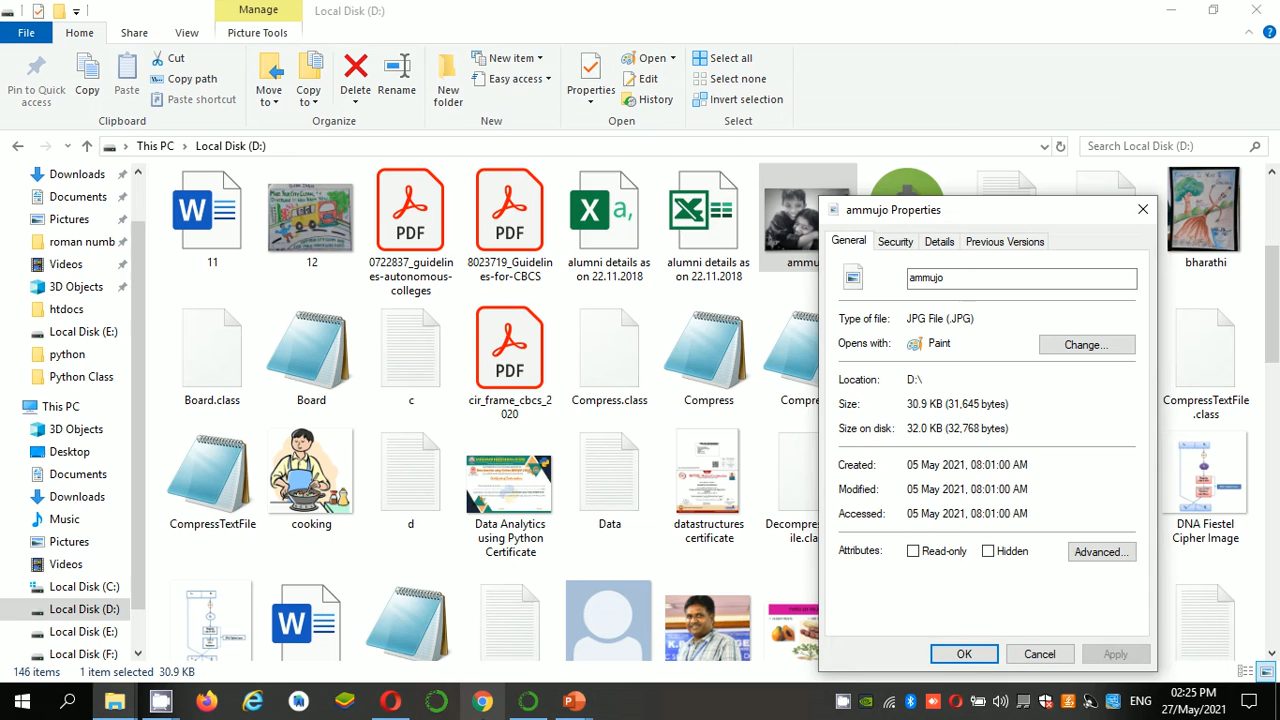 Manage
Local Disk (D:)
File
Home
Share
View
Picture Tools
Pin to Quick access
Copy
Paste
Cut
Copy path
Paste shortcut
Move to
Copy to
Delete
Rename
New folder
New item
Easy access
Properties
Open
Edit
History
Select all
Select none
Invert selection
Clipboard
Organize
New
Open
Select
This PC
Local Disk (D:)
Search Local Disk (D:)
Downloads
Documents
Pictures
roman numb
Videos
3D Objects
htdocs
Local Disk (E:)
python
Python Class
This PC
3D Objects
Desktop
Documents
Downloads
Music
Pictures
Videos
Local Disk (C:)
Local Disk (D:)
Local Disk (E:)
Local Disk (F:)
11
12
PDF
0722837_guidelin
es-autonomous-
colleges
PDF
8023719_Guidelin
es-for-CBCS
alumni details as
on 22.11.2018
alumni details as
on 22.11.2018
ammu
bharathi
Board.class
Board
c
PDF
cir_frame_cbcs_2
020
Compress.class
Compress
Compre
CompressTextFile
.class
CompressTextFile
cooking
d
Data Analytics
using Python
Certificate
Data
datastructures
certificate
Decompr
ile.cla
DNA Fiestel
Cipher Image
ammujo Properties
General
Security
Details
Previous Versions
ammujo
Type of file:
JPG File (.JPG)
Opens with:
Paint
Change...
Location:
D:\
Size:
30.9 KB (31,645 bytes)
Size on disk:
32.0 KB (32,768 bytes)
Created:
05 May 2021, 08:01:00 AM
Modified:
05 May 2021, 08:01:00 AM
Accessed:
05 May 2021, 08:01:00 AM
Attributes:
Read-only
Hidden
Advanced...
OK
Cancel
Apply
146 items
1 item selected 30.9 KB
ENG
02:25 PM
27/May/2021